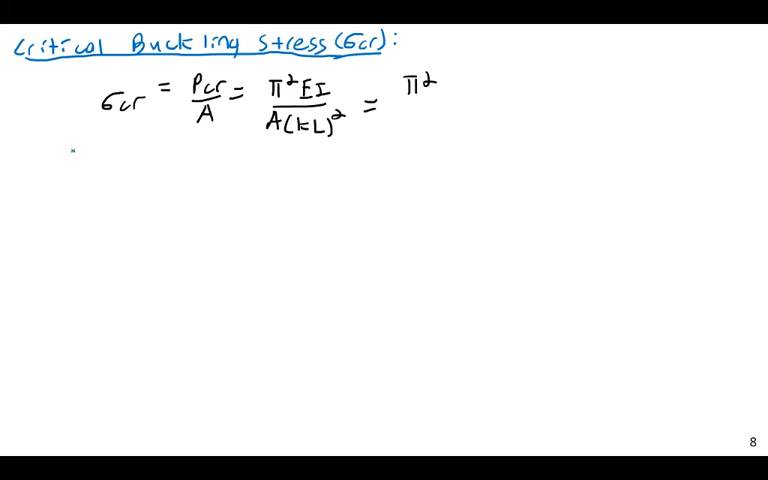 Critical Buckling Stress (σcr):
σcr = Pcr/A = π²EI/A(kL)² = π²
8